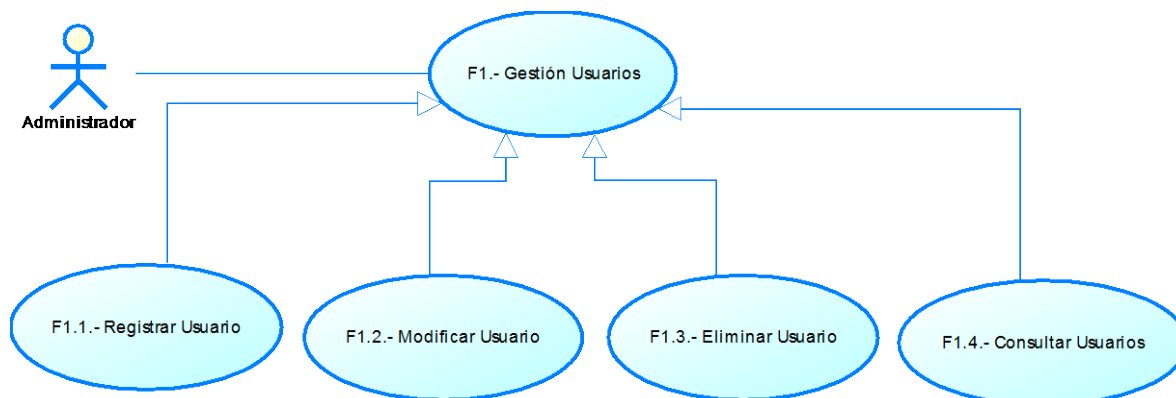 F1.- Gestión Usuarios
Administrador
F1.1.- Registrar Usuario
F1.2.- Modificar Usuario
F1.3.- Eliminar Usuario
F1.4.- Consultar Usuarios